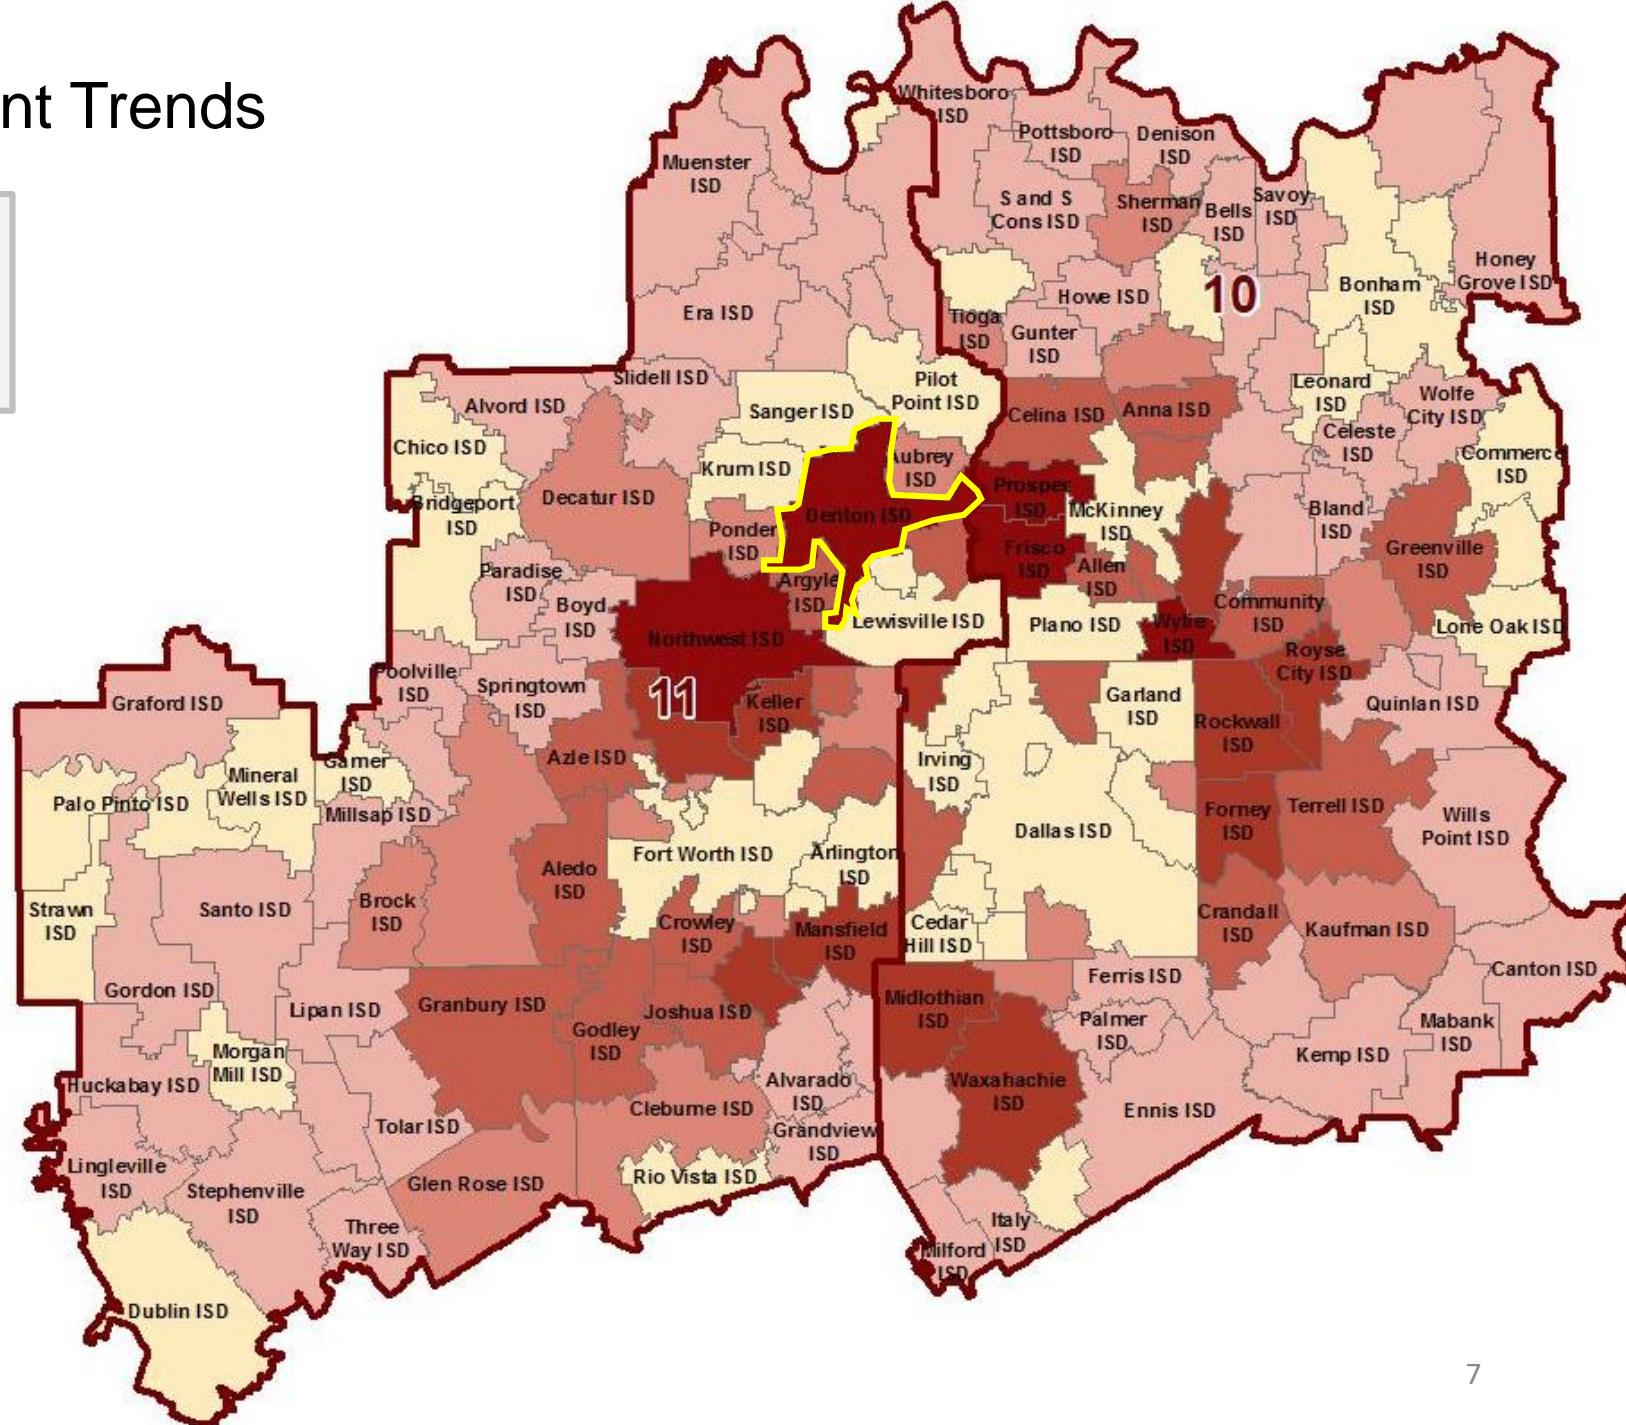 nt Trends
Whitesboro
ISD
Pottsboro
ISD
Denison
ISD
Muenster
ISD
S and S
Cons ISD
Sherman
ISD
Bells
ISD
Savoy
ISD
Honey
Grove ISD
Bonham
ISD
10
Howe ISD
Era ISD
Tioga
ISD
Gunter
ISD
Slidell ISD
Pilot
Point ISD
Leonard
ISD
Wolfe
City ISD
Alvord ISD
Sanger ISD
Celina ISD
Anna ISD
Celeste
ISD
Chico ISD
Krum ISD
Aubrey
ISD
Commerce
ISD
Decatur ISD
Bridgeport
ISD
Prosper
ISD
Denton ISD
McKinney
ISD
Bland
ISD
Ponder
ISD
Frisco
ISD
Allen
ISD
Greenville
ISD
Paradise
ISD
Argyle
ISD
Boyd
ISD
Community
ISD
Lewisville ISD
Plano ISD
Wylie
ISD
Lone Oak ISD
Northwest ISD
Royse
City ISD
Poolville
ISD
Springtown
ISD
11
Keller
ISD
Garland
ISD
Rockwall
ISD
Quinlan ISD
Graford ISD
Azle ISD
Irving
ISD
Garner
ISD
Mineral
Wells ISD
Palo Pinto ISD
Millsap ISD
Forney
ISD
Terrell ISD
Wills
Point ISD
Dallas ISD
Fort Worth ISD
Arlington
ISD
Aledo
ISD
Strawn
ISD
Santo ISD
Brock
ISD
Crowley
ISD
Mansfield
ISD
Cedar
Hill ISD
Crandall
ISD
Kaufman ISD
Canton ISD
Ferris ISD
Gordon ISD
Lipan ISD
Granbury ISD
Joshua ISD
Midlothian
ISD
Godley
ISD
Palmer
ISD
Mabank
ISD
Kemp ISD
Morgan
Mill ISD
Huckabay ISD
Alvarado
ISD
Waxahachie
ISD
Ennis ISD
Cleburne ISD
Tolar ISD
Grandview
ISD
Lingleville
ISD
Rio Vista ISD
Glen Rose ISD
Stephenville
ISD
Three
Way ISD
Italy
ISD
Milford
ISD
Dublin ISD
7